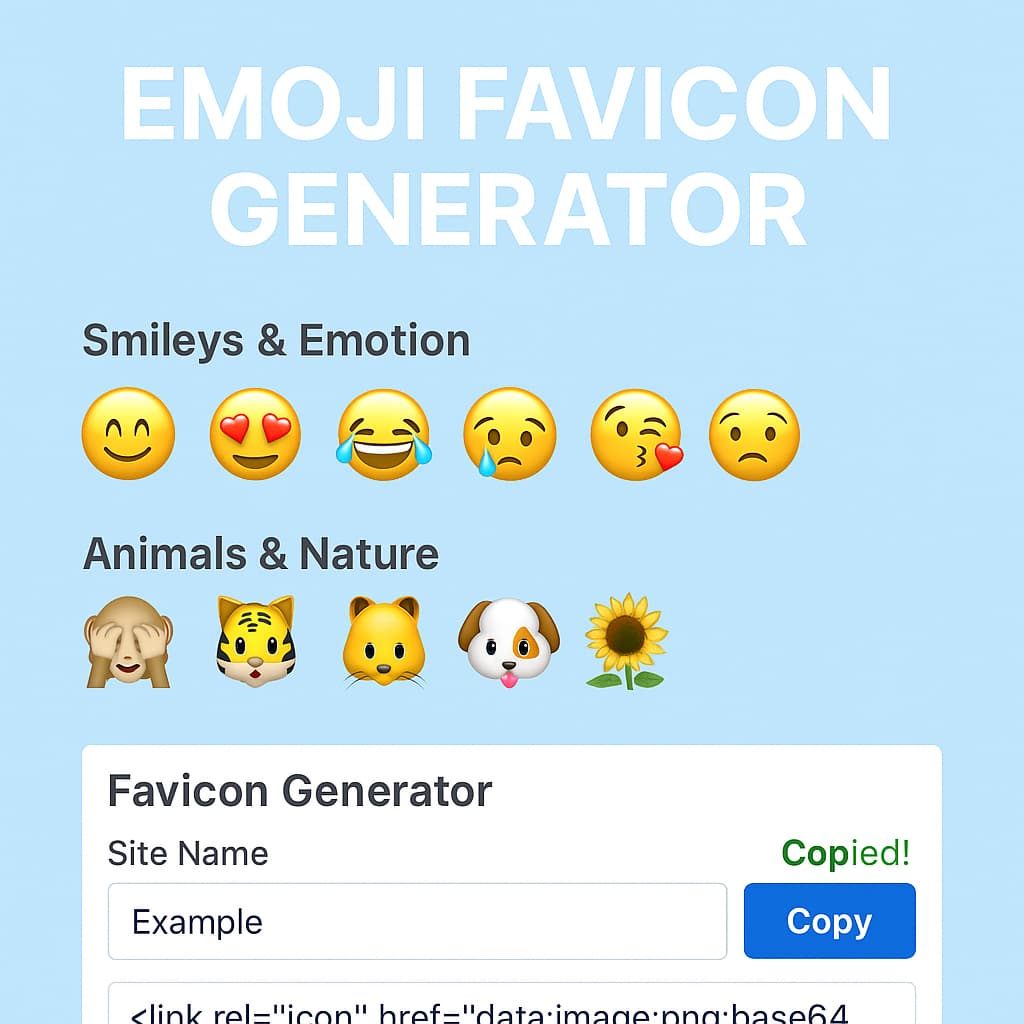 EMOJI FAVICON
GENERATOR
Smileys & Emotion
Animals & Nature
Favicon Generator
Site Name
Copied!
Example
Copy
<link rel="icon" href="data:image:png:base64